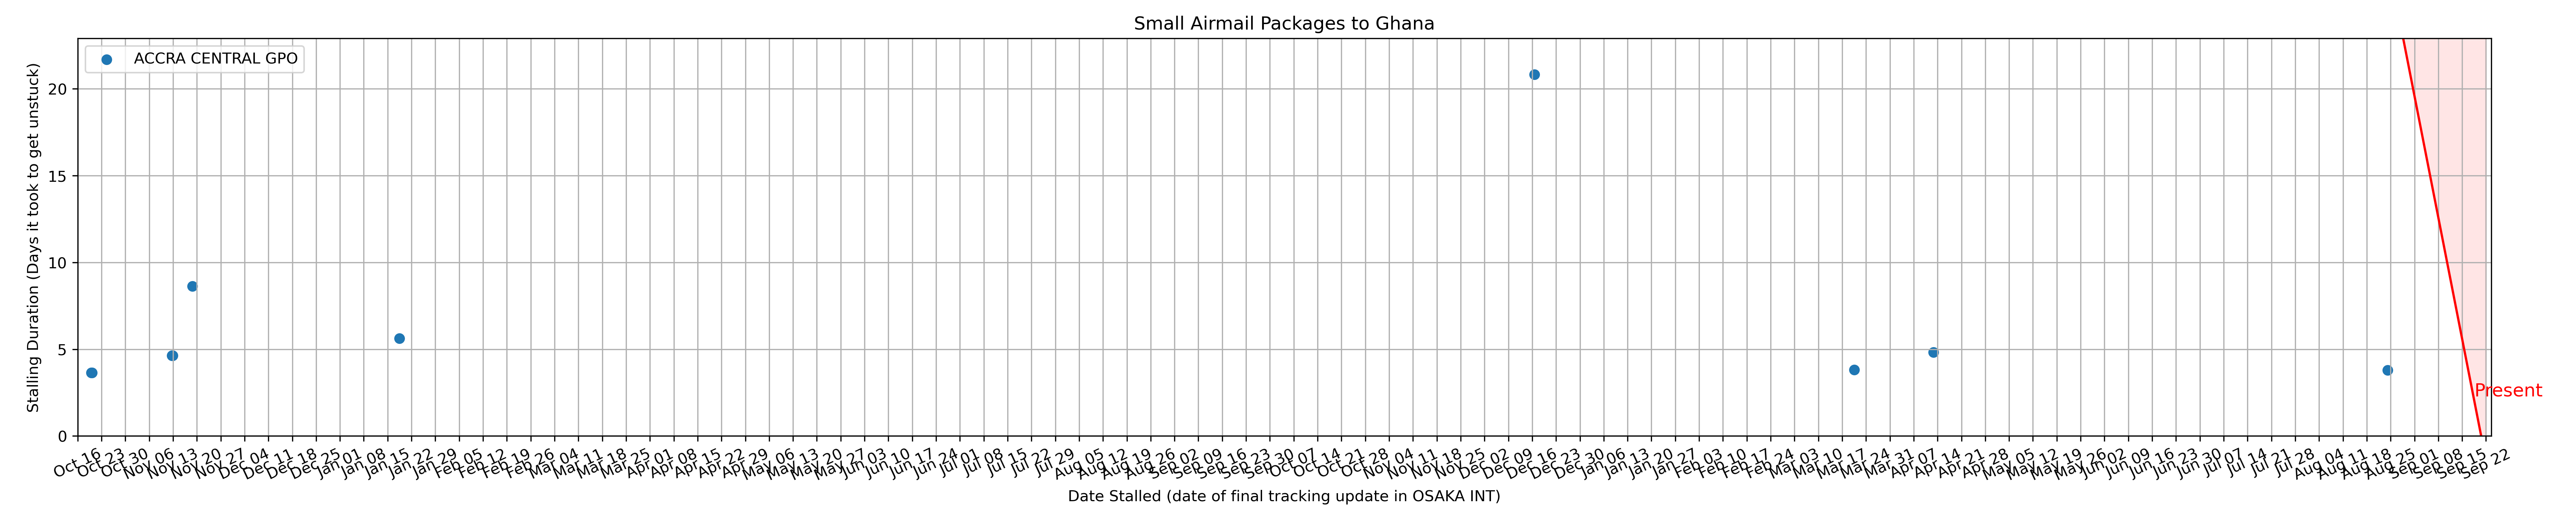 Small Airmail Packages to Ghana
ACCRA CENTRAL GPO
Stalling Duration (Days it took to get unstuck)
20
15
10
5
0
Present
Oct 16
Oct 23
Oct 30
Nov 06
Nov 13
Nov 20
Nov 27
Dec 04
Dec 11
Dec 18
Dec 25
Jan 01
Jan 08
Jan 15
Jan 22
Jan 29
Feb 05
Feb 12
Feb 19
Feb 26
Mar 04
Mar 11
Mar 18
Mar 25
Apr 01
Apr 08
Apr 15
Apr 22
Apr 29
May 06
May 13
May 20
May 27
Jun 03
Jun 10
Jun 17
Jun 24
Jul 01
Jul 08
Jul 15
Jul 22
Jul 29
Aug 05
Aug 12
Aug 19
Aug 26
Sep 02
Sep 09
Sep 16
Sep 23
Sep 30
Oct 07
Oct 14
Oct 21
Oct 28
Nov 04
Nov 11
Nov 18
Nov 25
Dec 02
Dec 09
Dec 16
Dec 23
Dec 30
Jan 06
Jan 13
Jan 20
Jan 27
Feb 03
Feb 10
Feb 17
Feb 24
Mar 03
Mar 10
Mar 17
Mar 24
Mar 31
Apr 07
Apr 14
Apr 21
Apr 28
May 05
May 12
May 19
May 26
Jun 02
Jun 09
Jun 16
Jun 23
Jun 30
Jul 07
Jul 14
Jul 21
Jul 28
Aug 04
Aug 11
Aug 18
Aug 25
Sep 01
Sep 08
Sep 15
Sep 22
Date Stalled (date of final tracking update in OSAKA INT)